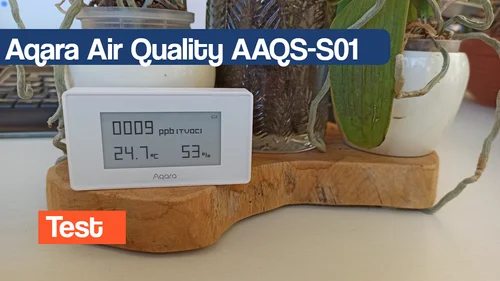 Aqara Air Quality AAQS-S01
0009 ppb (TVOC)
24.7°C 53%
Aqara
Test